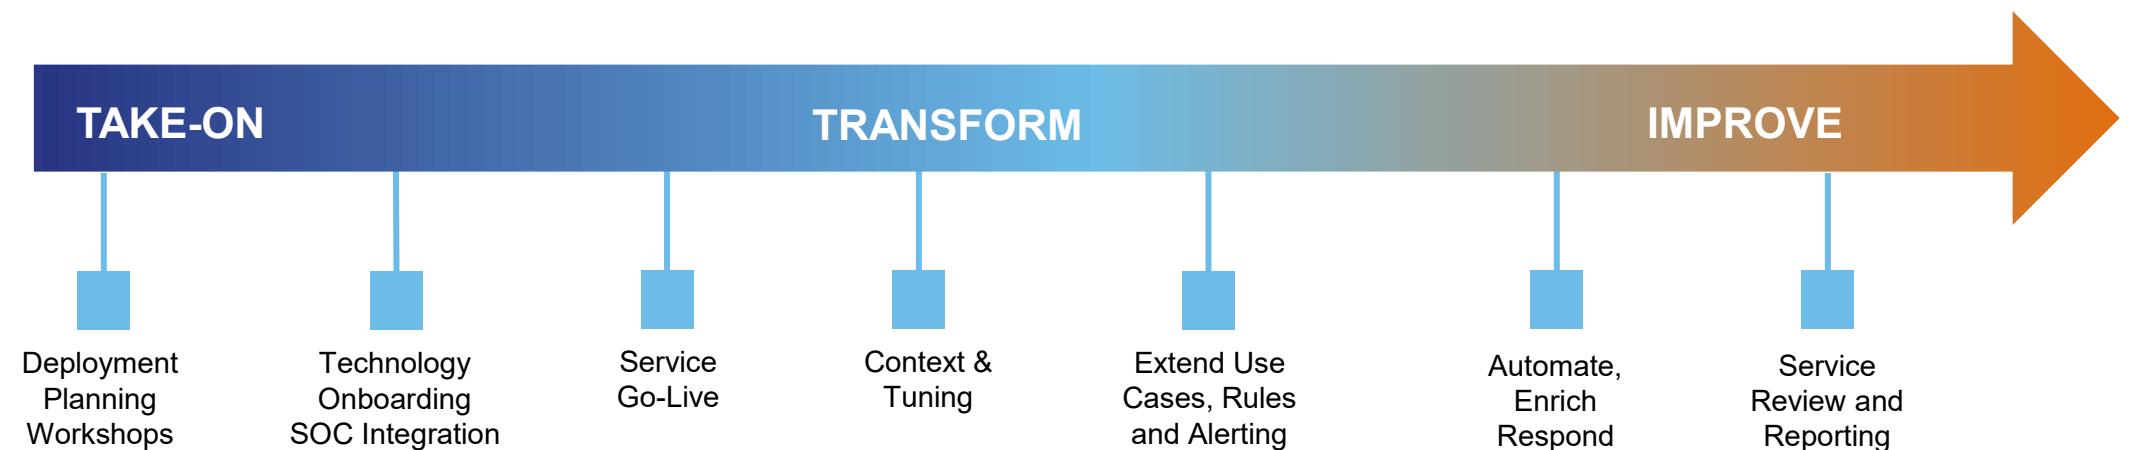 TAKE-ON
TRANSFORM
IMPROVE
Deployment
Planning
Workshops
Technology
Onboarding
SOC Integration
Service
Go-Live
Context &
Tuning
Extend Use
Cases, Rules
and Alerting
Automate,
Enrich
Respond
Service
Review and
Reporting